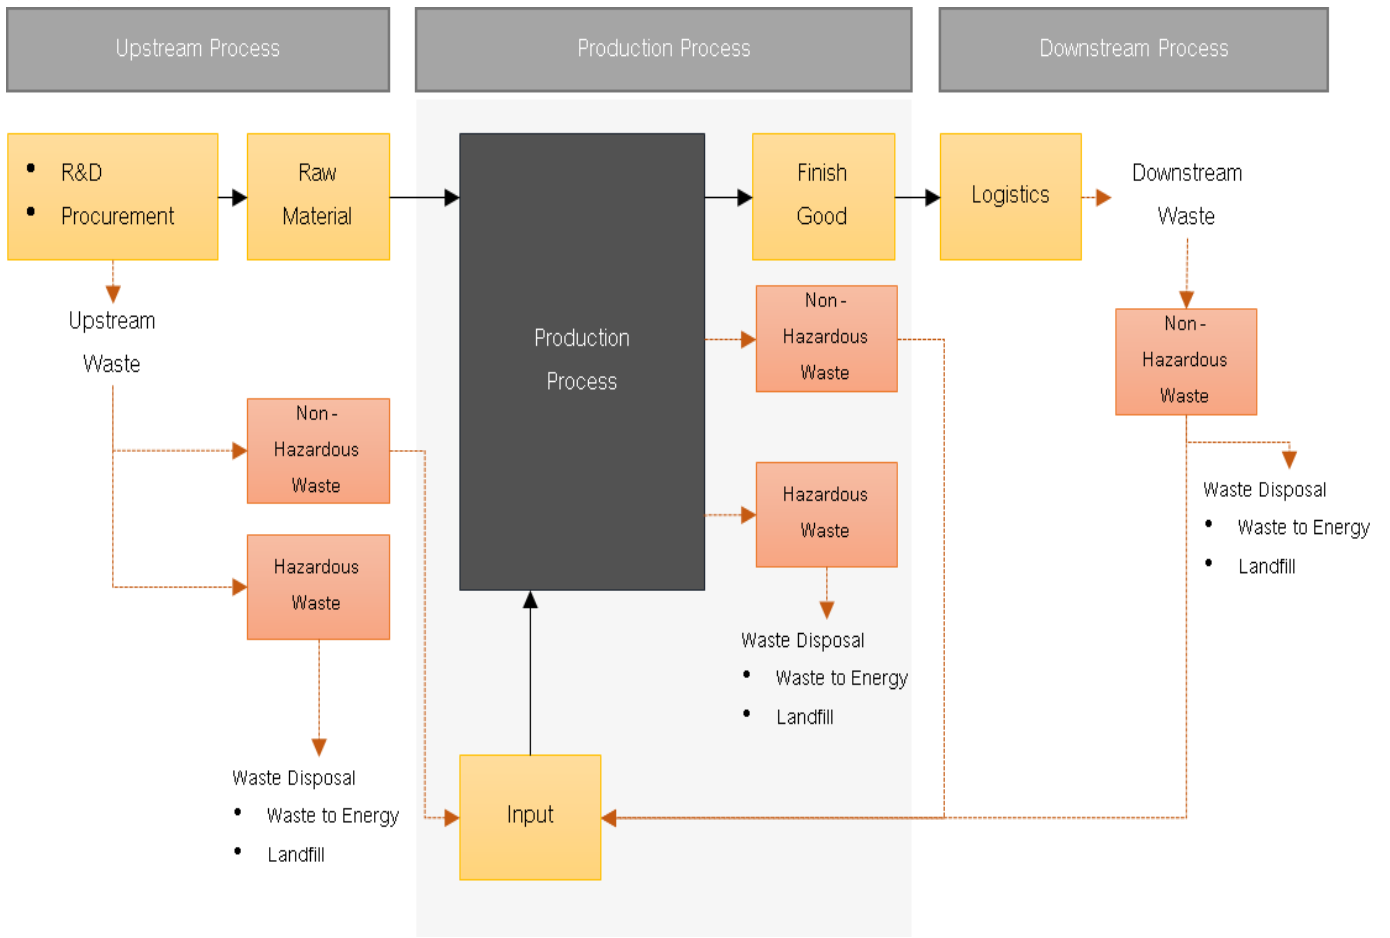 Upstream Process
Production Process
Downstream Process
• R&D
• Procurement
Raw
Material
Finish
Good
Logistics
Downstream
Waste
Upstream
Waste
Production
Process
Non -
Hazardous
Waste
Non -
Hazardous
Waste
Non -
Hazardous
Waste
Hazardous
Waste
Hazardous
Waste
Waste Disposal
• Waste to Energy
• Landfill
Waste Disposal
• Waste to Energy
• Landfill
Waste Disposal
• Waste to Energy
• Landfill
Input